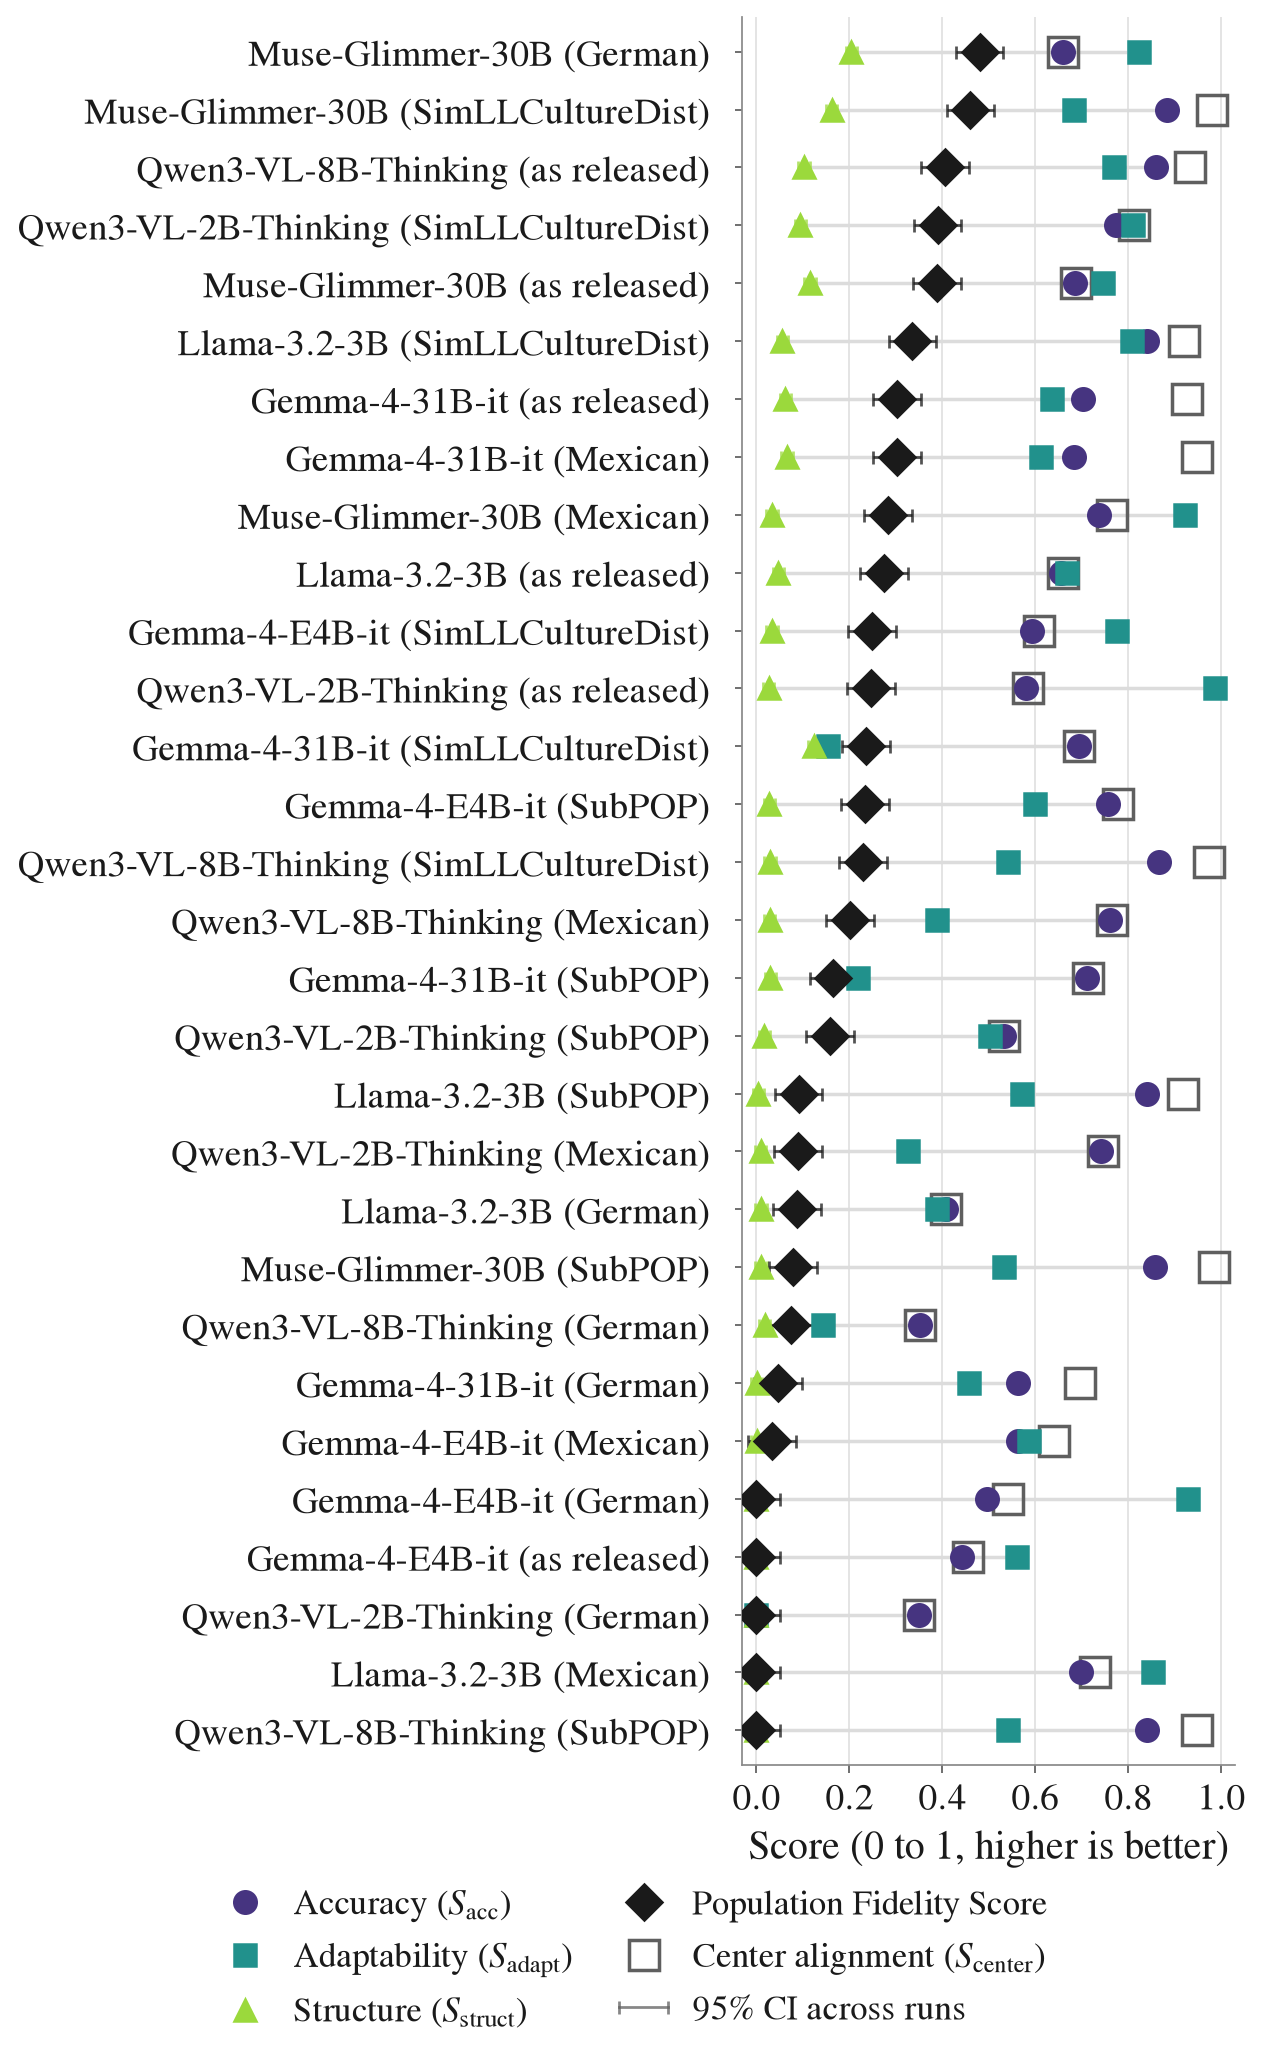 Muse-Glimmer-30B (German)
Muse-Glimmer-30B (SimLLCultureDist)
Qwen3-VL-8B-Thinking (as released)
Qwen3-VL-2B-Thinking (SimLLCultureDist)
Muse-Glimmer-30B (as released)
Llama-3.2-3B (SimLLCultureDist)
Gemma-4-31B-it (as released)
Gemma-4-31B-it (Mexican)
Muse-Glimmer-30B (Mexican)
Llama-3.2-3B (as released)
Gemma-4-E4B-it (SimLLCultureDist)
Qwen3-VL-2B-Thinking (as released)
Gemma-4-31B-it (SimLLCultureDist)
Gemma-4-E4B-it (SubPOP)
Qwen3-VL-8B-Thinking (SimLLCultureDist)
Qwen3-VL-8B-Thinking (Mexican)
Gemma-4-31B-it (SubPOP)
Qwen3-VL-2B-Thinking (SubPOP)
Llama-3.2-3B (SubPOP)
Qwen3-VL-2B-Thinking (Mexican)
Llama-3.2-3B (German)
Muse-Glimmer-30B (SubPOP)
Qwen3-VL-8B-Thinking (German)
Gemma-4-31B-it (German)
Gemma-4-E4B-it (Mexican)
Gemma-4-E4B-it (German)
Gemma-4-E4B-it (as released)
Qwen3-VL-2B-Thinking (German)
Llama-3.2-3B (Mexican)
Qwen3-VL-8B-Thinking (SubPOP)
0.0 0.2 0.4 0.6 0.8 1.0
Score (0 to 1, higher is better)
Accuracy (S_acc)
Adaptability (S_adapt)
Structure (S_struct)
Population Fidelity Score
Center alignment (S_center)
95% CI across runs